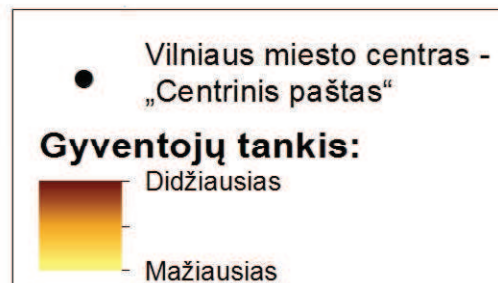 Vilniaus miesto centras -
„Centrinis paštas“
Gyventojų tankis:
Didžiausias
Mažiausias